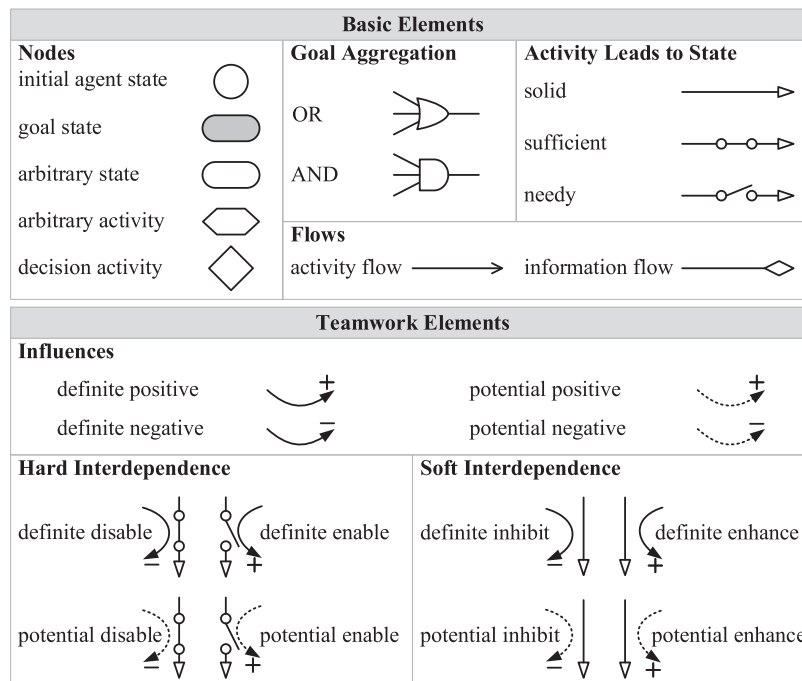 Basic Elements
Nodes
initial agent state
goal state
arbitrary state
arbitrary activity
decision activity
Goal Aggregation
OR
AND
Activity Leads to State
solid
sufficient
needy
Flows
activity flow
information flow
Teamwork Elements
Influences
definite positive
+
potential positive
+
definite negative
−
potential negative
−
Hard Interdependence
definite disable
−
definite enable
+
potential disable
−
potential enable
+
Soft Interdependence
definite inhibit
−
definite enhance
+
potential inhibit
−
potential enhance
+